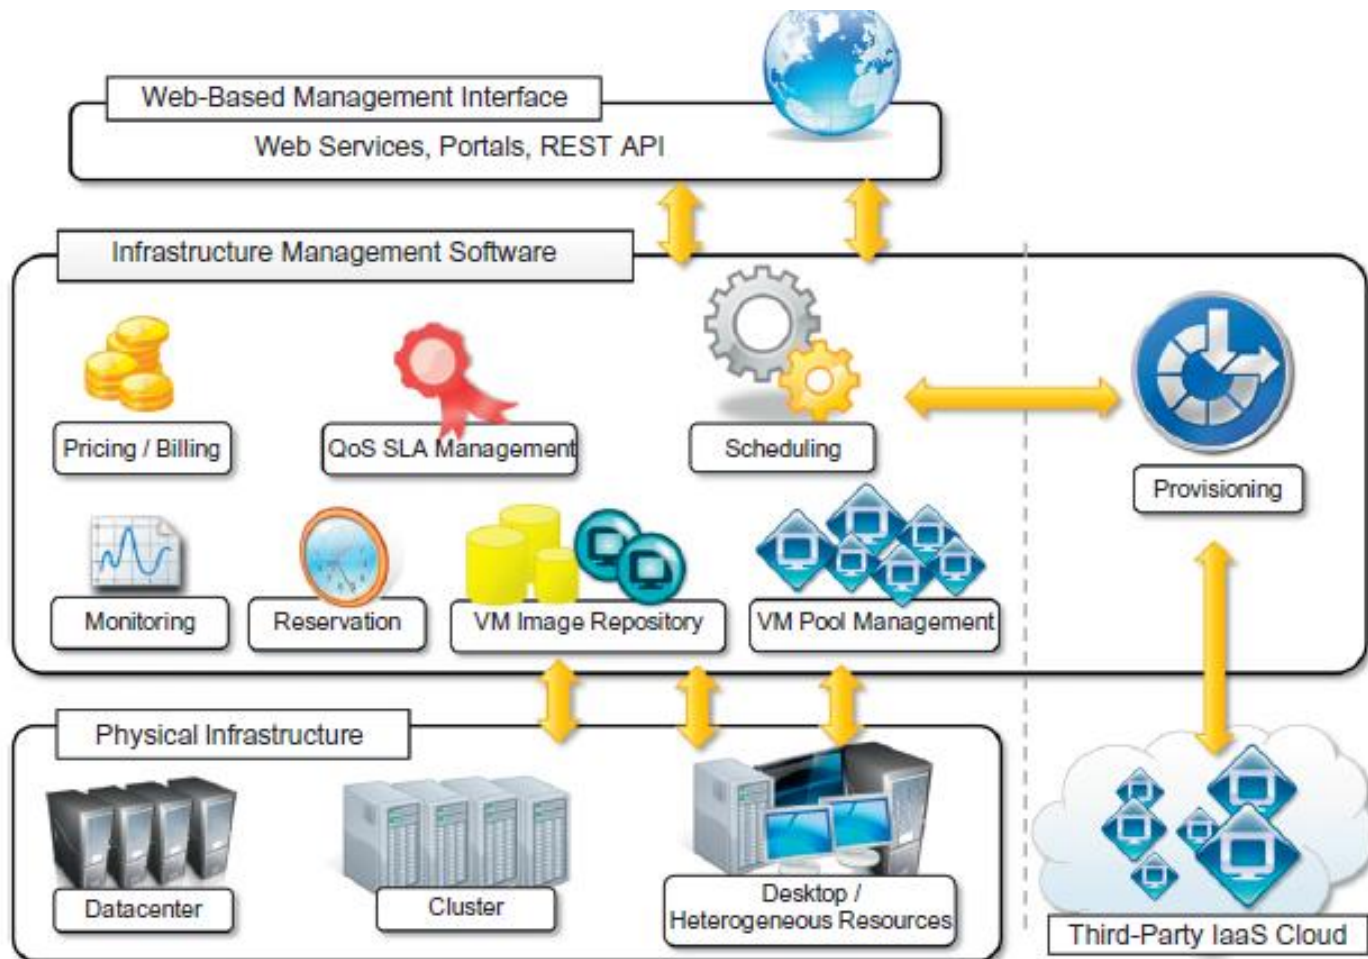 Web-Based Management Interface
Web Services, Portals, REST API
Infrastructure Management Software
Pricing / Billing
QoS SLA Management
Scheduling
Provisioning
Monitoring
Reservation
VM Image Repository
VM Pool Management
Physical Infrastructure
Datacenter
Cluster
Desktop /
Heterogeneous Resources
Third-Party IaaS Cloud